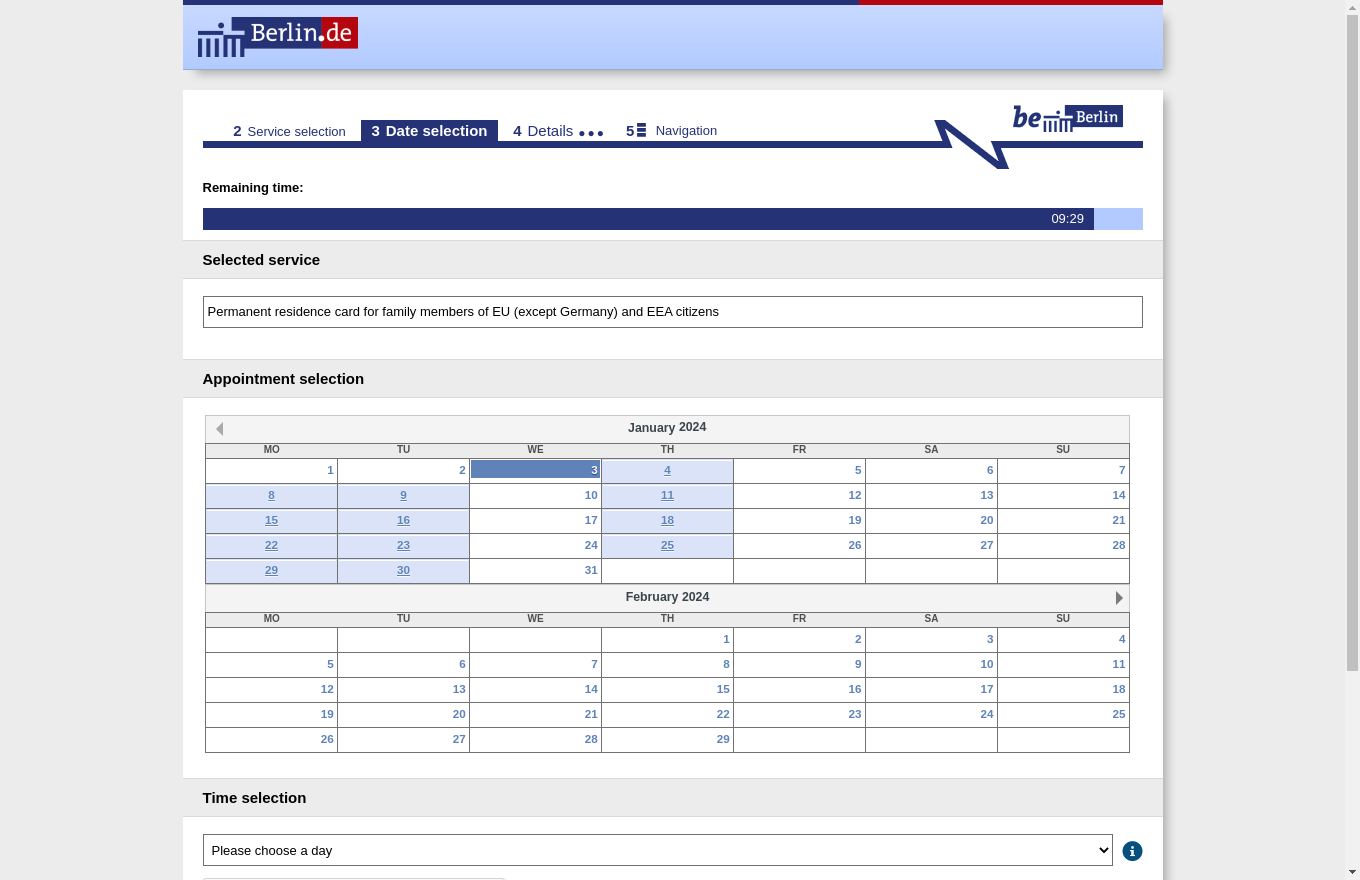 Berlin.de
be Berlin
2 Service selection 3 Date selection 4 Details 5 Navigation
Remaining time:
09:29
Selected service
Permanent residence card for family members of EU (except Germany) and EEA citizens
Appointment selection
January 2024
MO TU WE TH FR SA SU
1 2 3 4 5 6 7
8 9 10 11 12 13 14
15 16 17 18 19 20 21
22 23 24 25 26 27 28
29 30 31
February 2024
MO TU WE TH FR SA SU
1 2 3 4
5 6 7 8 9 10 11
12 13 14 15 16 17 18
19 20 21 22 23 24 25
26 27 28 29
Time selection
Please choose a day